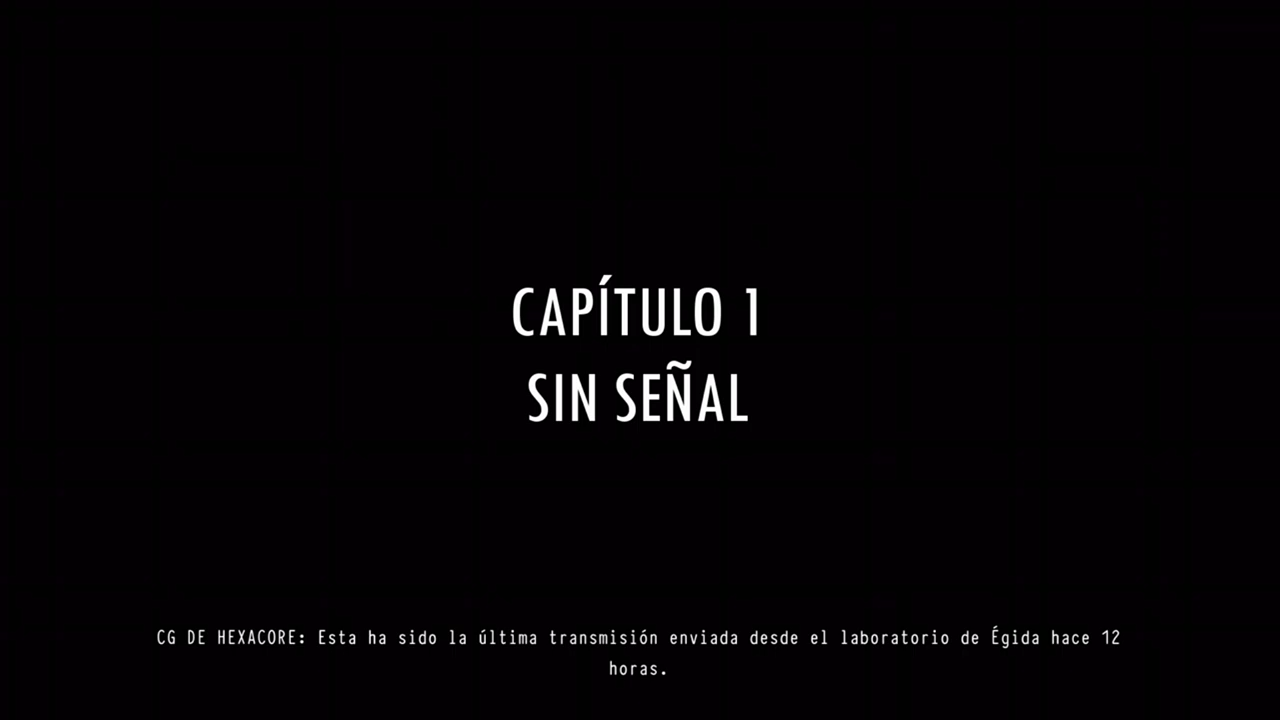 CAPÍTULO 1
SIN SEÑAL
CG DE HEXACORE: Esta ha sido la última transmisión enviada desde el laboratorio de Égida hace 12
horas.